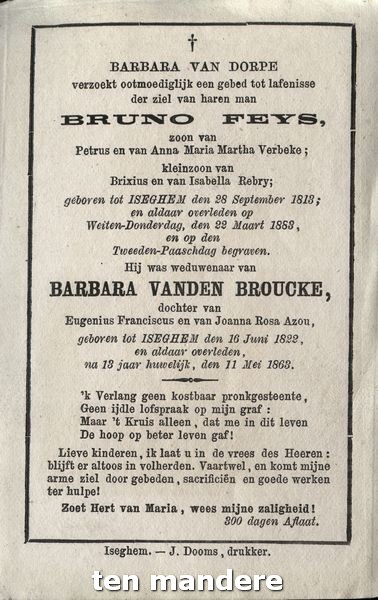 †
BARBARA VAN DORPE
verzoekt ootmoediglijk een gebed tot lafenisse
der ziel van haren man
BRUNO FEYS,
zoon van
Petrus en van Anna Maria Martha Verbeke;
kleinzoon van
Brixius en van Isabella Rebry;
geboren tot ISEGHEM den 28 September 1813;
en aldaar overleden op
Weiten-Donderdag, den 22 Maart 1883,
en op den
Tweeden-Paaschdag begraven.
Hij was weduwenaar van
BARBARA VANDEN BROUCKE,
dochter van
Eugenius Franciscus en van Joanna Rosa Azou,
geboren tot ISEGHEM den 16 Juni 1822,
en aldaar overleden,
na 13 jaar huwelijk, den 11 Mei 1863.
'k Verlang geen kostbaar pronkgesteente,
Geen ijdle lofspraak op mijn graf :
Maar 't Kruis alleen, dat me in dit leven
De hoop op beter leven gaf!
Lieve kinderen, ik laat u in de vrees des Heeren :
blijft er altoos in volherden. Vaartwel, en komt mijne
arme ziel door gebeden, sacrificiën en goede werken
ter hulpe!
Zoet Hert van Maria, wees mijne zaligheid!
300 dagen Aflaat.
Iseghem. — J. Dooms, drukker.
ten mandere